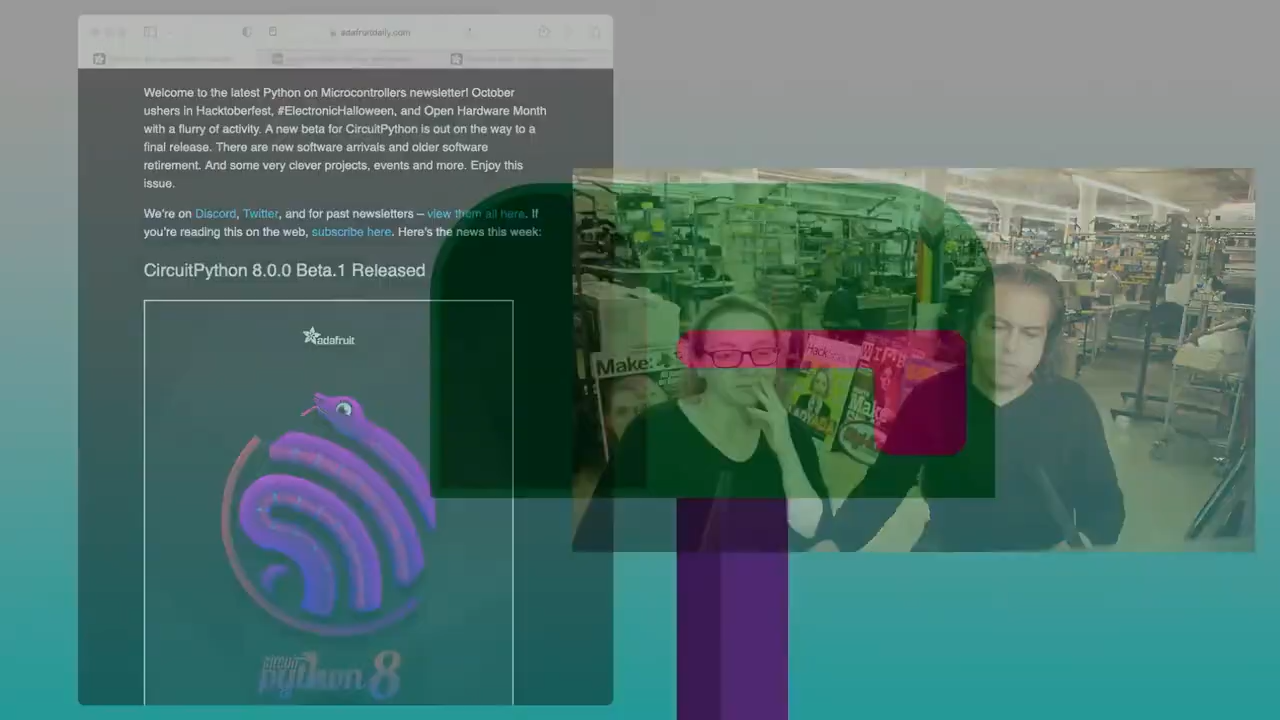 adafruitdaily.com
Welcome to the latest Python on Microcontrollers newsletter! October
ushers in Hacktoberfest, #ElectronicHalloween, and Open Hardware Month
with a flurry of activity. A new beta for CircuitPython is out on the way to a
final release. There are new software arrivals and older software
retirement. And some very clever projects, events and more. Enjoy this
issue.
We're on Discord, Twitter, and for past newsletters – view them all here. If
you're reading this on the web, subscribe here. Here's the news this week:
CircuitPython 8.0.0 Beta.1 Released
adafruit
circuit
python 8
Make:
HackSpace
WIRED
LADYADA
Make: